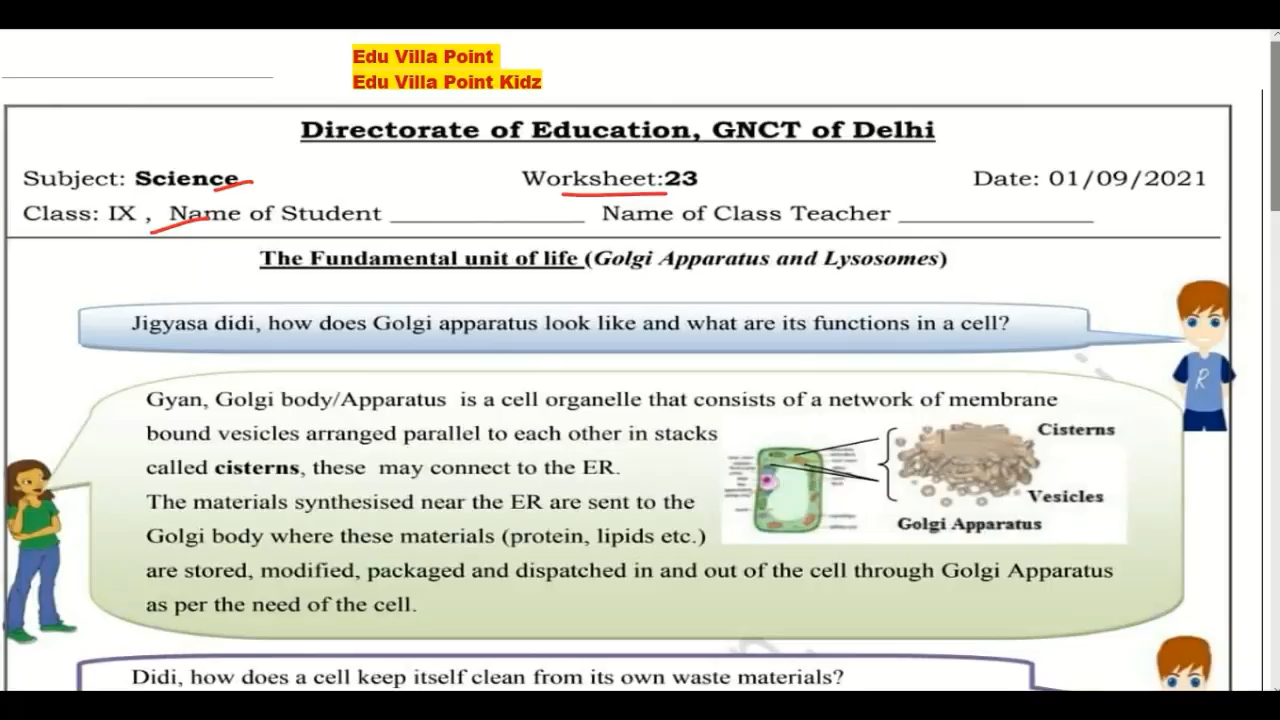 Edu Villa Point
Edu Villa Point Kidz
Directorate of Education, GNCT of Delhi
Subject: Science Worksheet:23 Date: 01/09/2021
Class: IX , Name of Student ______________ Name of Class Teacher ______________
The Fundamental unit of life (Golgi Apparatus and Lysosomes)
Jigyasa didi, how does Golgi apparatus look like and what are its functions in a cell?
R
Gyan, Golgi body/Apparatus is a cell organelle that consists of a network of membrane
bound vesicles arranged parallel to each other in stacks
called cisterns, these may connect to the ER.
The materials synthesised near the ER are sent to the
Golgi body where these materials (protein, lipids etc.)
are stored, modified, packaged and dispatched in and out of the cell through Golgi Apparatus
as per the need of the cell.
Cisterns
Vesicles
Golgi Apparatus
Didi, how does a cell keep itself clean from its own waste materials?